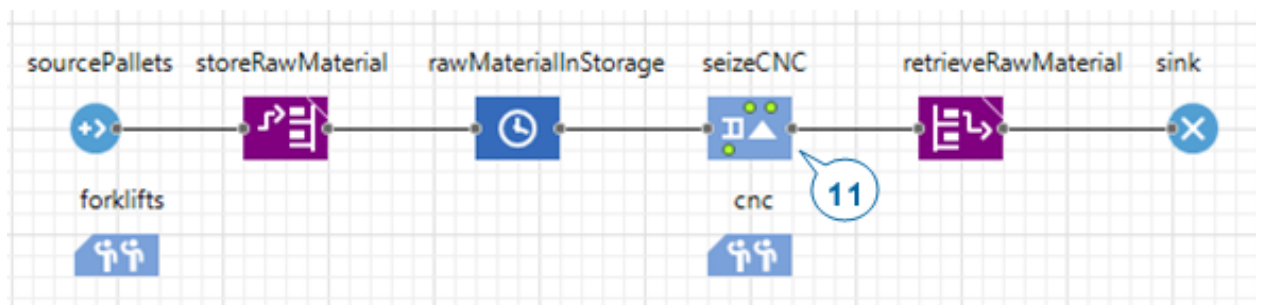 sourcePallets storeRawMaterial rawMaterialInStorage seizeCNC retrieveRawMaterial sink
11
forklifts cnc